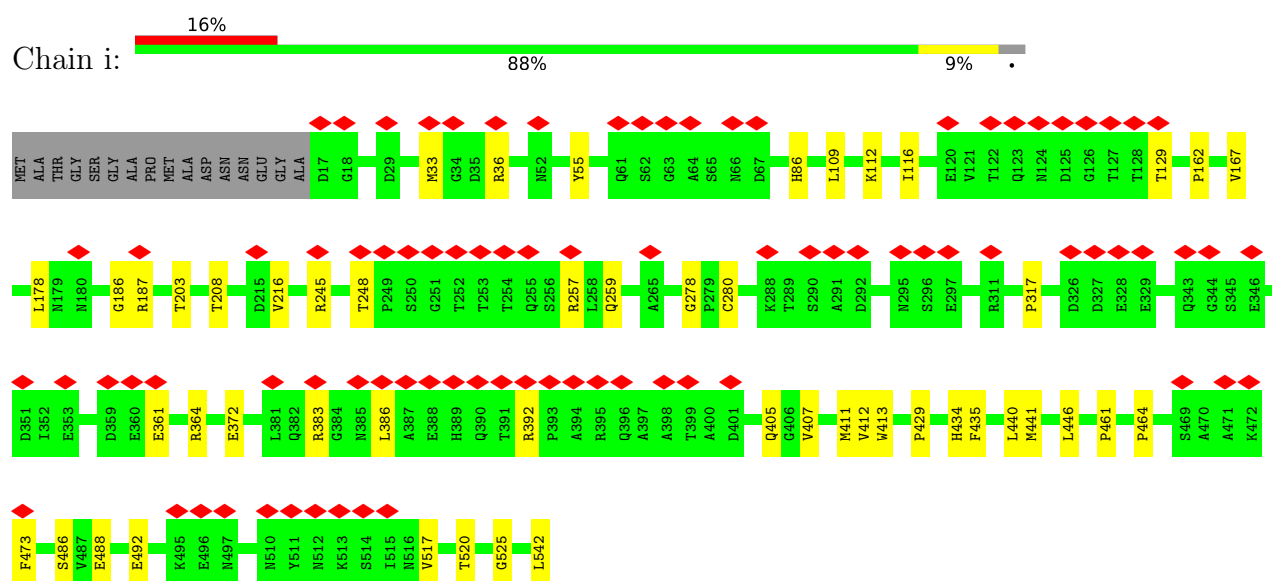 16%
Chain i:
88%
9%
•
MET ALA THR GLY SER GLY ALA PRO MET ALA ASP ASN ASN GLU GLY ALA D17 G18 D29 M33 G34 D35 R36 N52 Y55 Q61 S62 G63 A64 S65 N66 D67 H86 L109 K112 I116 E120 V121 T122 Q123 N124 D125 G126 T127 T128 T129 P162 V167
L178 N179 N180 G186 R187 T203 T208 D215 V216 R245 T248 P249 S250 G251 T252 T253 T254 Q255 S256 R257 L258 Q259 A265 G278 P279 C280 K288 T289 S290 A291 D292 N295 S296 E297 R311 P317 D326 D327 E328 E329 Q343 G344 S345 E346
D351 I352 E353 D359 E360 E361 R364 E372 L381 Q382 R383 G384 N385 L386 A387 E388 H389 Q390 T391 R392 P393 A394 R395 Q396 A397 A398 T399 A400 D401 Q405 G406 V407 M411 V412 W413 P429 H434 F435 L440 M441 L446 P461 P464 S469 A470 A471 K472
F473 S486 V487 E488 E492 K495 E496 N497 N510 Y511 N512 K513 S514 I515 N516 V517 T520 G525 L542